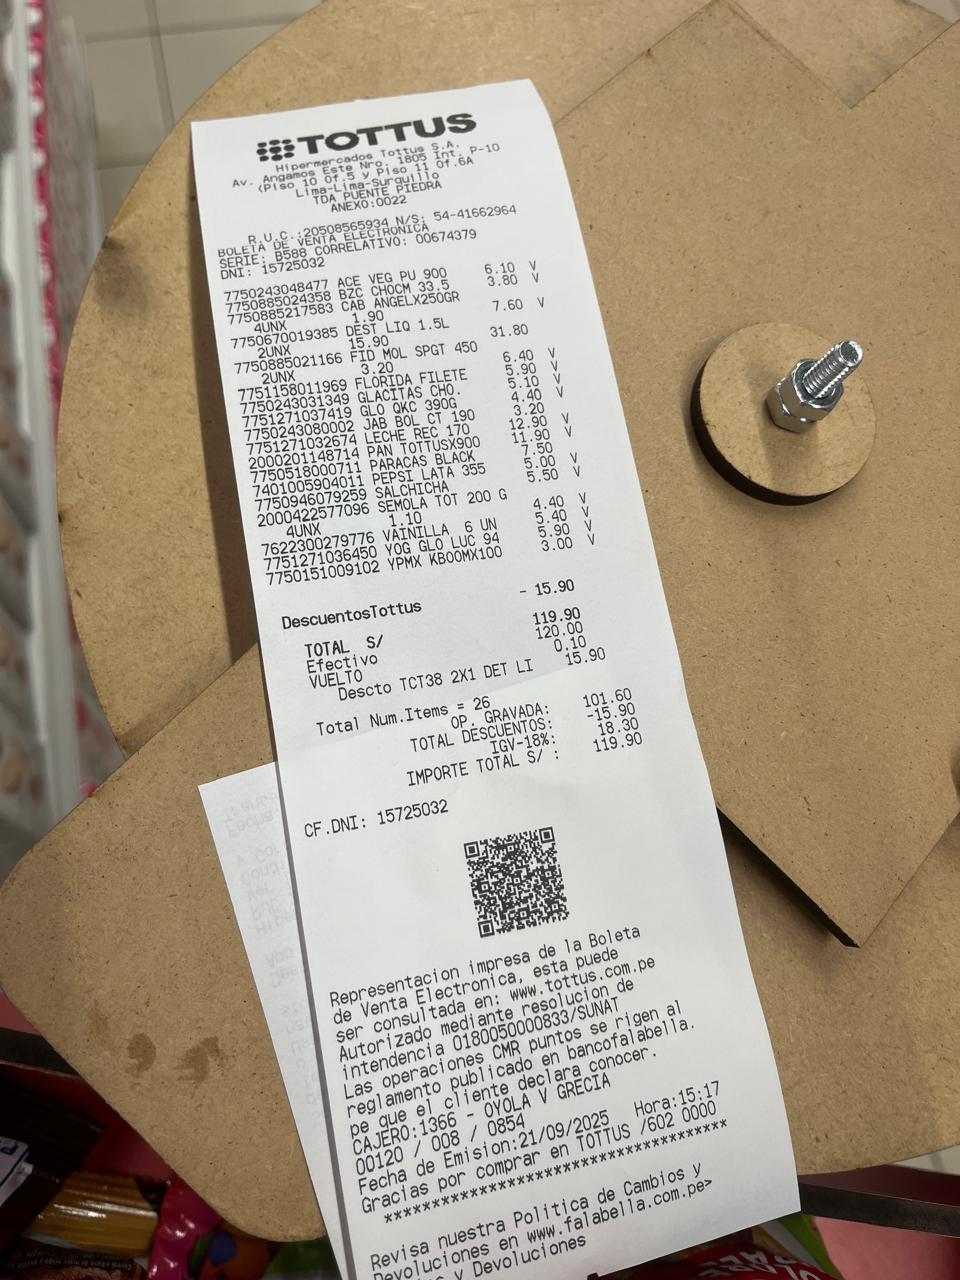 TOTTUS
Hipermercados Tottus S.A.
Av. Angamos Este Nro. 1805 Int. P-10
(Piso 10 Of.5 y Piso 11 Of.6A
Lima-Lima-Surquillo
TDA PUENTE PIEDRA
ANEXO:0022
R.U.C.:20508565934 N/S: 54-41662964
BOLETA DE VENTA ELECTRONICA
SERIE: B588 CORRELATIVO: 00674379
DNI: 15725032
7750243048477 ACE VEG PU 900 6.10 V
7750885024358 BZC CHOCM 33.5 3.80 V
7750885217583 CAB ANGELX250GR
4UNX 1.90 7.60 V
7750670019385 DEST LIQ 1.5L
2UNX 15.90 31.80
7750885021166 FID MOL SPGT 450
2UNX 3.20 6.40 V
7751158011969 FLORIDA FILETE 5.90 V
7750243031349 GLACITAS CHO. 5.10 V
7751271037419 GLO QKC 390G 4.40 V
7750243080002 JAB BOL CT 190 3.20
7751271032674 LECHE REC 170 12.90 V
2000201148714 PAN TOTTUSX900 11.90 V
7750518000711 PARACAS BLACK 7.50
7401005904011 PEPSI LATA 355 5.00 V
7750946079259 SALCHICHA 5.50 V
2000422577096 SEMOLA TOT 200 G
4UNX 1.10 4.40 V
7622300279776 VAINILLA 6 UN 5.40 V
7751271036450 YOG GLO LUC 94 5.90 V
7750151009102 YPMX KBOOMX100 3.00 V
DescuentosTottus - 15.90
TOTAL S/ 119.90
Efectivo 120.00
VUELTO 0.10
Descto TCT38 2X1 DET LI 15.90
Total Num.Items = 26
OP. GRAVADA: 101.60
TOTAL DESCUENTOS: -15.90
IGV-18%: 18.30
IMPORTE TOTAL S/ : 119.90
CF.DNI: 15725032
Representacion impresa de la Boleta
de Venta Electronica, esta puede
ser consultada en: www.tottus.com.pe
Autorizado mediante resolucion de
intendencia 0180050000833/SUNAT
Las operaciones CMR puntos se rigen al
reglamento publicado en bancofalabella.
pe que el cliente declara conocer.
CAJERO:1366 - OYOLA V GRECIA
00120 / 008 / 0854
Fecha de Emision:21/09/2025 Hora:15:17
Gracias por comprar en TOTTUS /602 0000
**************************************
Revisa nuestra Politica de Cambios y
Devoluciones en www.falabella.com.pe>
y Devoluciones